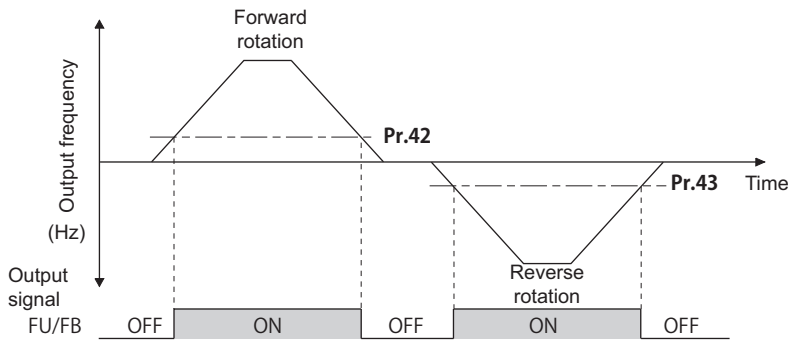 Forward
rotation
Output frequency
(Hz)
Pr.42
Pr.43
Time
Output
signal
Reverse
rotation
FU/FB
OFF
ON
OFF
ON
OFF